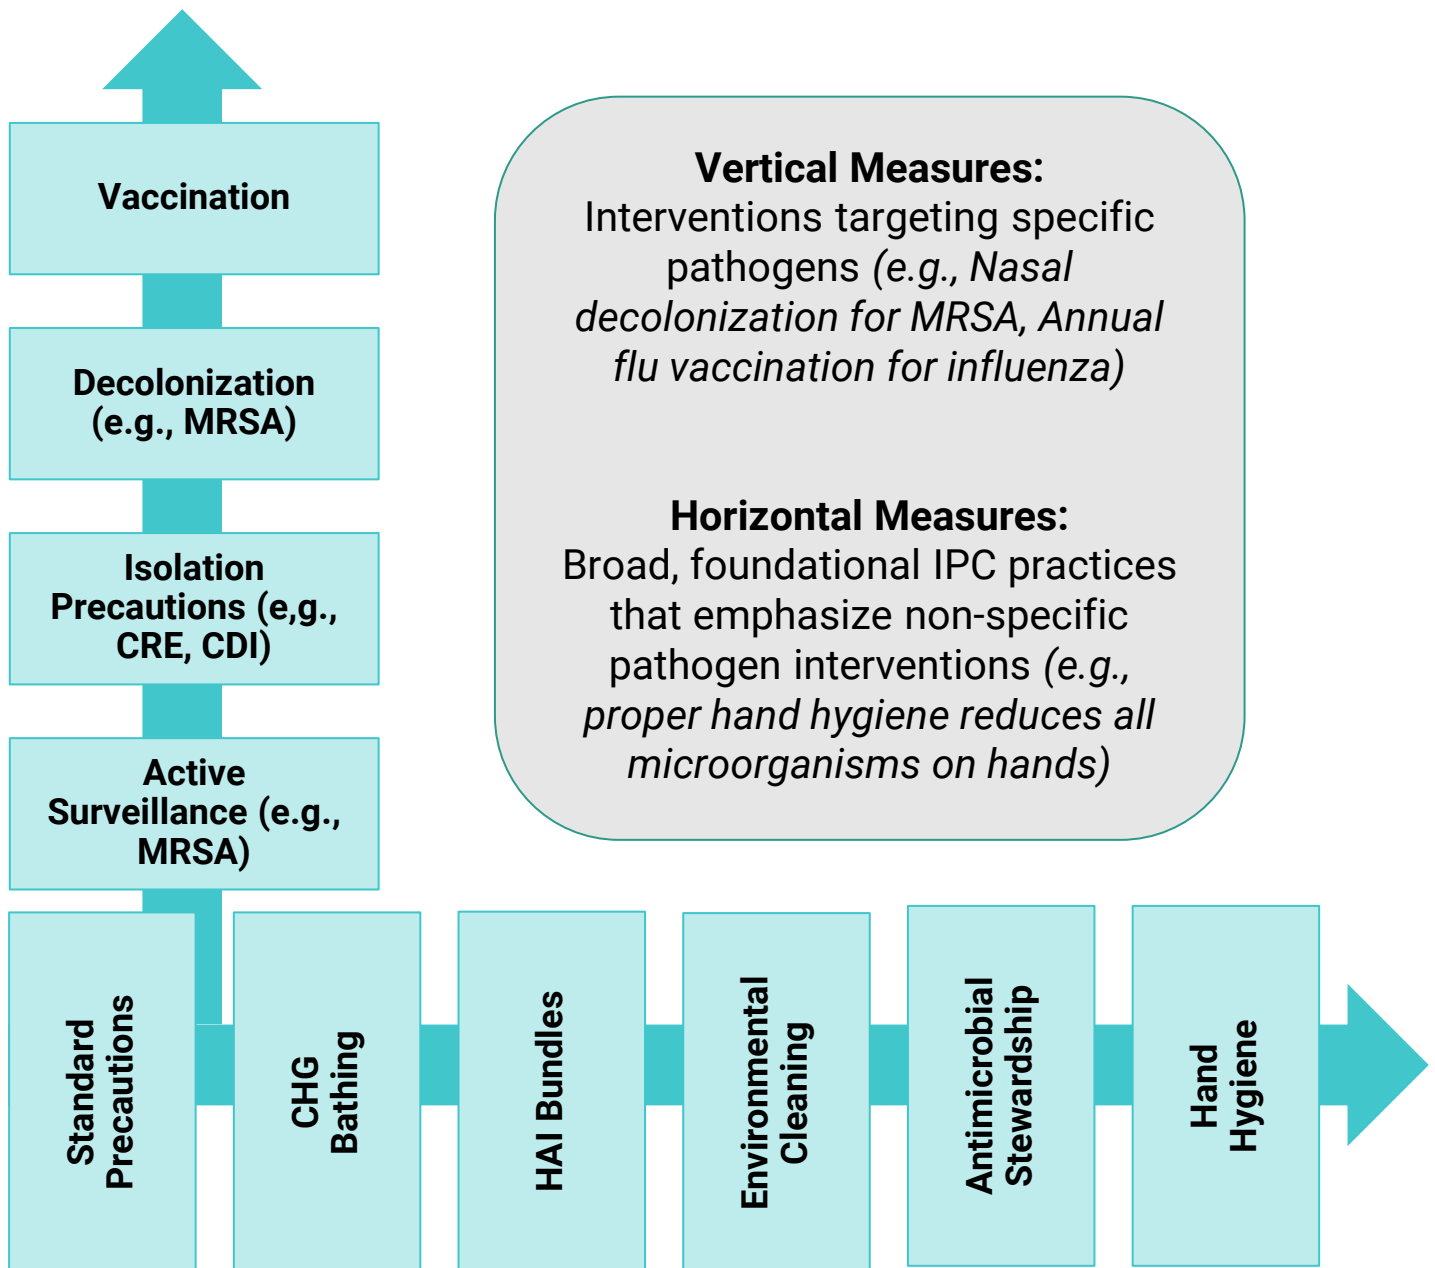 Vaccination
Decolonization
(e.g., MRSA)
Isolation
Precautions (e,g.,
CRE, CDI)
Active
Surveillance (e.g.,
MRSA)
Vertical Measures:
Interventions targeting specific
pathogens (e.g., Nasal
decolonization for MRSA, Annual
flu vaccination for influenza)
Horizontal Measures:
Broad, foundational IPC practices
that emphasize non-specific
pathogen interventions (e.g.,
proper hand hygiene reduces all
microorganisms on hands)
Standard
Precautions
CHG
Bathing
HAI Bundles
Environmental
Cleaning
Antimicrobial
Stewardship
Hand
Hygiene